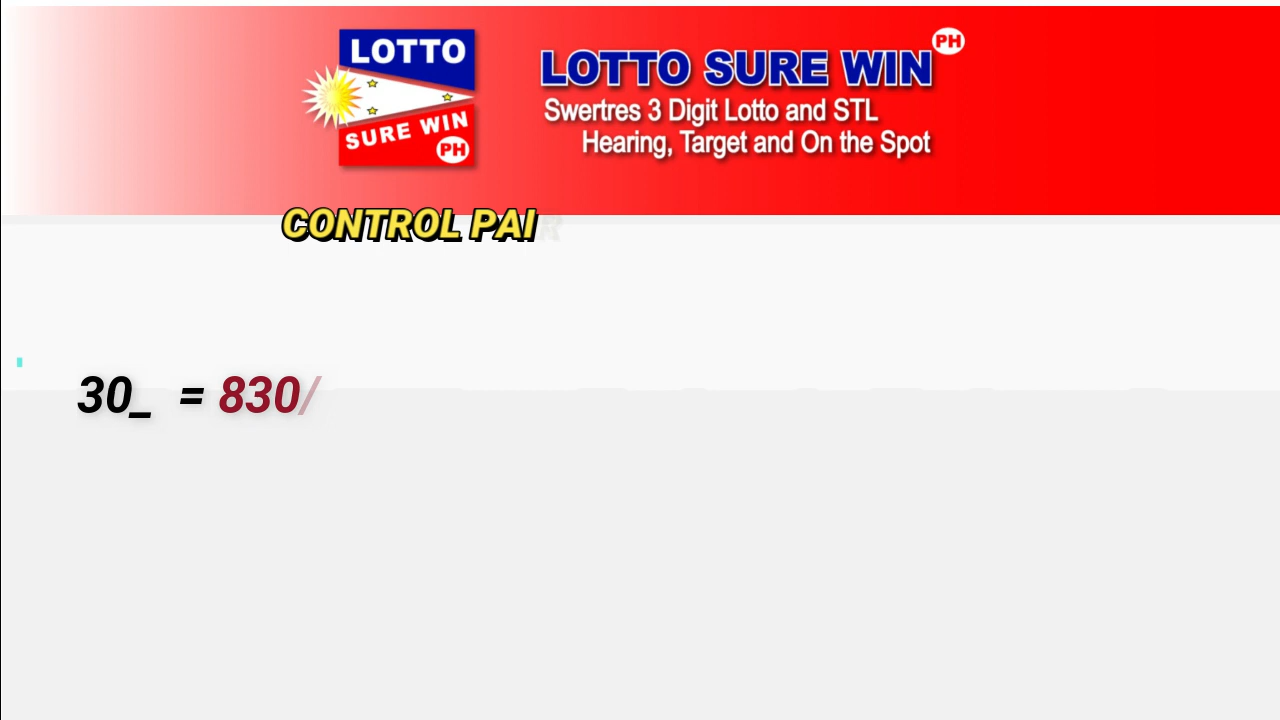 LOTTO
SURE WIN
PH
LOTTO SURE WIN PH
Swertres 3 Digit Lotto and STL
Hearing, Target and On the Spot
CONTROL PAIR
30_ = 830/